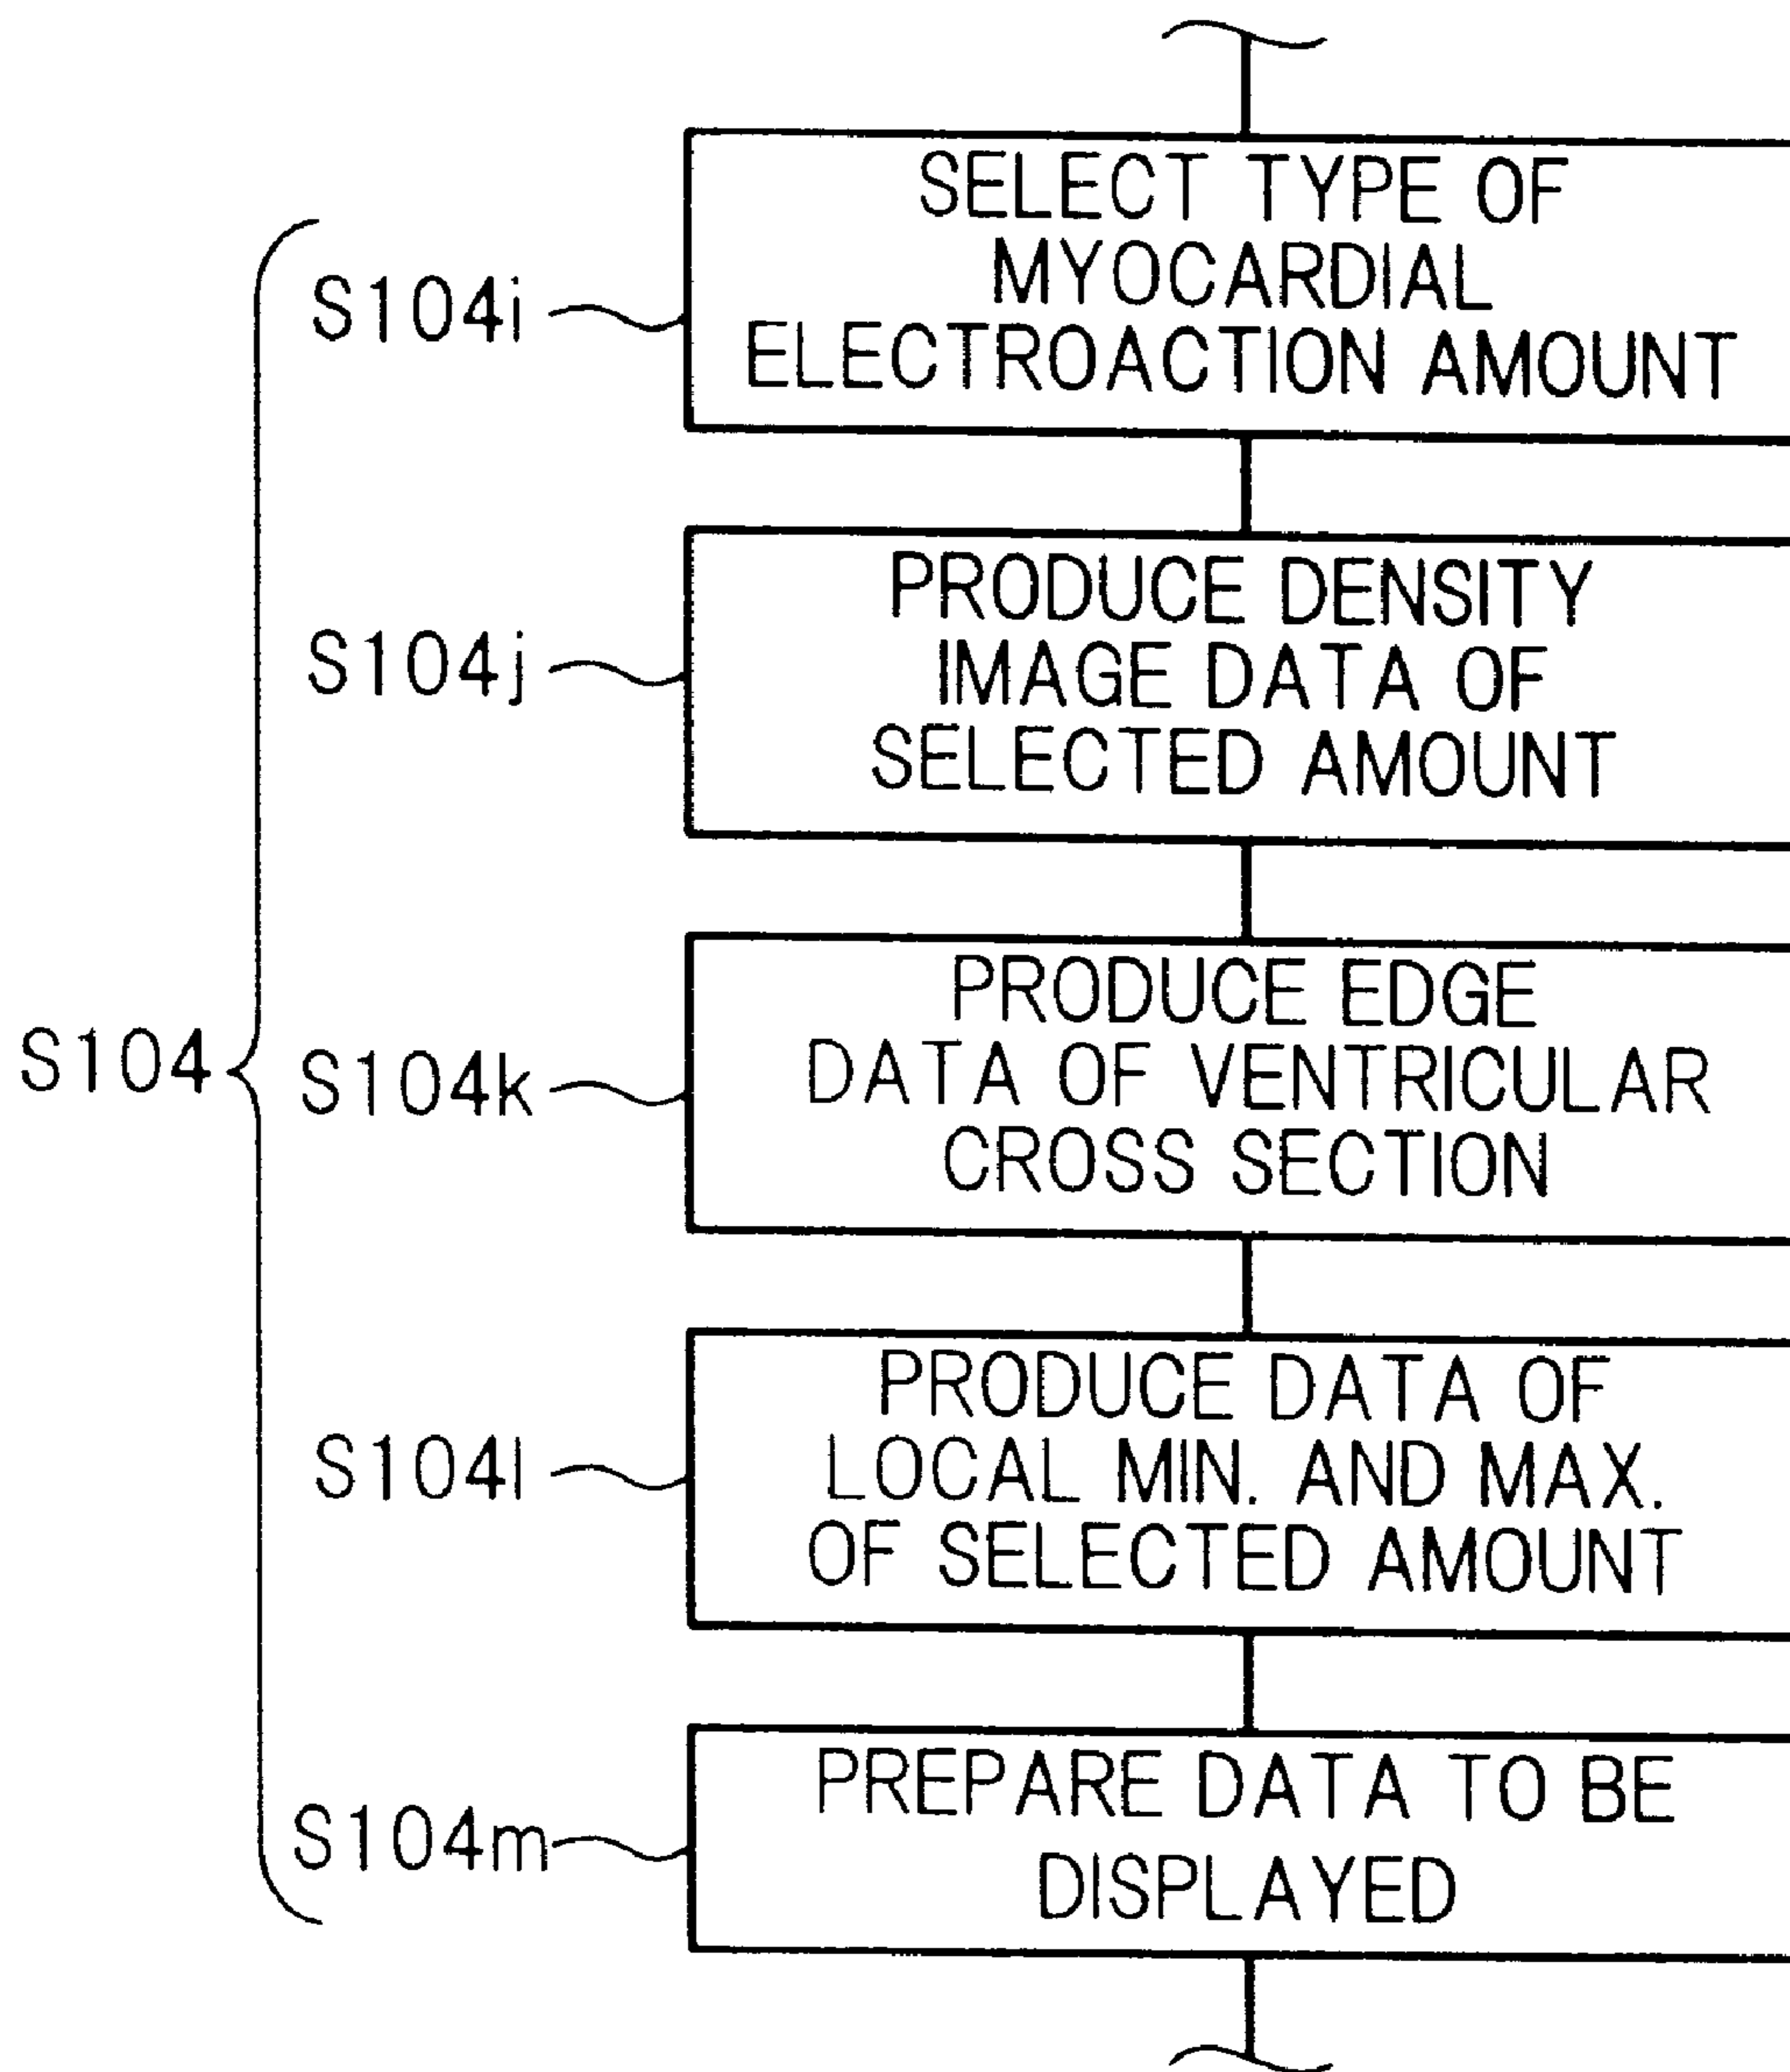 SELECT TYPE OF
MYOCARDIAL
ELECTROACTION AMOUNT
S104i
PRODUCE DENSITY
IMAGE DATA OF
SELECTED AMOUNT
S104j
S104
PRODUCE EDGE
DATA OF VENTRICULAR
CROSS SECTION
S104k
PRODUCE DATA OF
LOCAL MIN. AND MAX.
OF SELECTED AMOUNT
S104l
PREPARE DATA TO BE
DISPLAYED
S104m